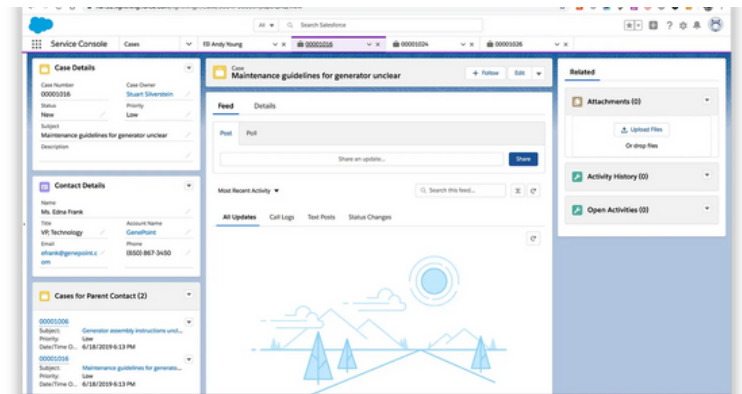 All
Search Salesforce
Service Console
Cases
ED Andy Young
00001016
00001024
00001026
Case Details
Case Number
00001016
Case Owner
Stuart Silverstein
Status
New
Priority
Low
Subject
Maintenance guidelines for generator unclear
Description
Contact Details
Name
Ms. Edna Frank
Title
VP, Technology
Account Name
GenePoint
Email
efrank@genepoint.c
om
Phone
(650) 867-3450
Cases for Parent Contact (2)
00001006
Subject: Generator assembly instructions uncl...
Priority: Low
Date/Time O... 6/18/2019 6:13 PM
00001016
Subject: Maintenance guidelines for generato...
Priority: Low
Date/Time O... 6/18/2019 6:13 PM
Case
Maintenance guidelines for generator unclear
+ Follow
Edit
Feed
Details
Post
Poll
Share an update...
Share
Most Recent Activity
Search this feed...
All Updates
Call Logs
Text Posts
Status Changes
Related
Attachments (0)
Upload Files
Or drop files
Activity History (0)
Open Activities (0)